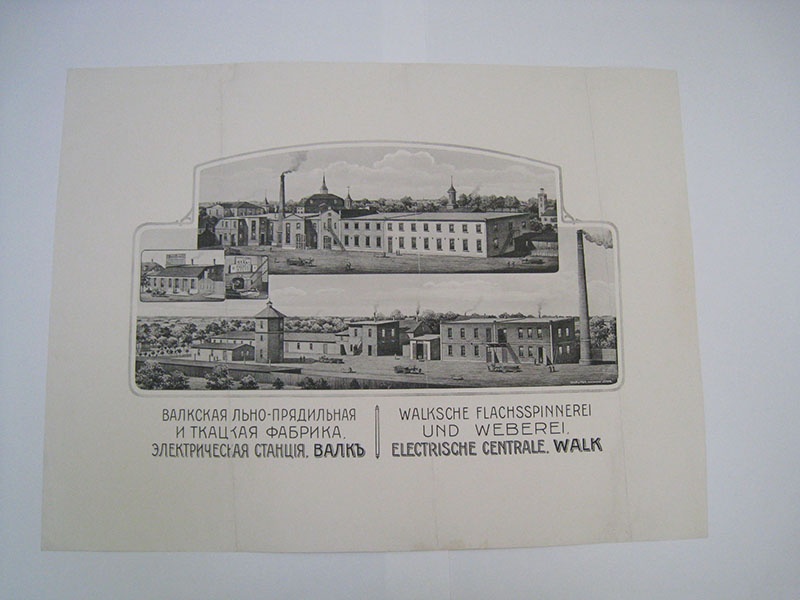 ВАЛКСКАЯ ЛЬНО-ПРЯДИЛЬНАЯ
И ТКАЦКАЯ ФАБРИКА.
ЭЛЕКТРИЧЕСКАЯ СТАНЦІЯ. ВАЛКЪ
WALKSCHE FLACHSSPINNEREI
UND WEBEREI.
ELECTRISCHE CENTRALE. WALK